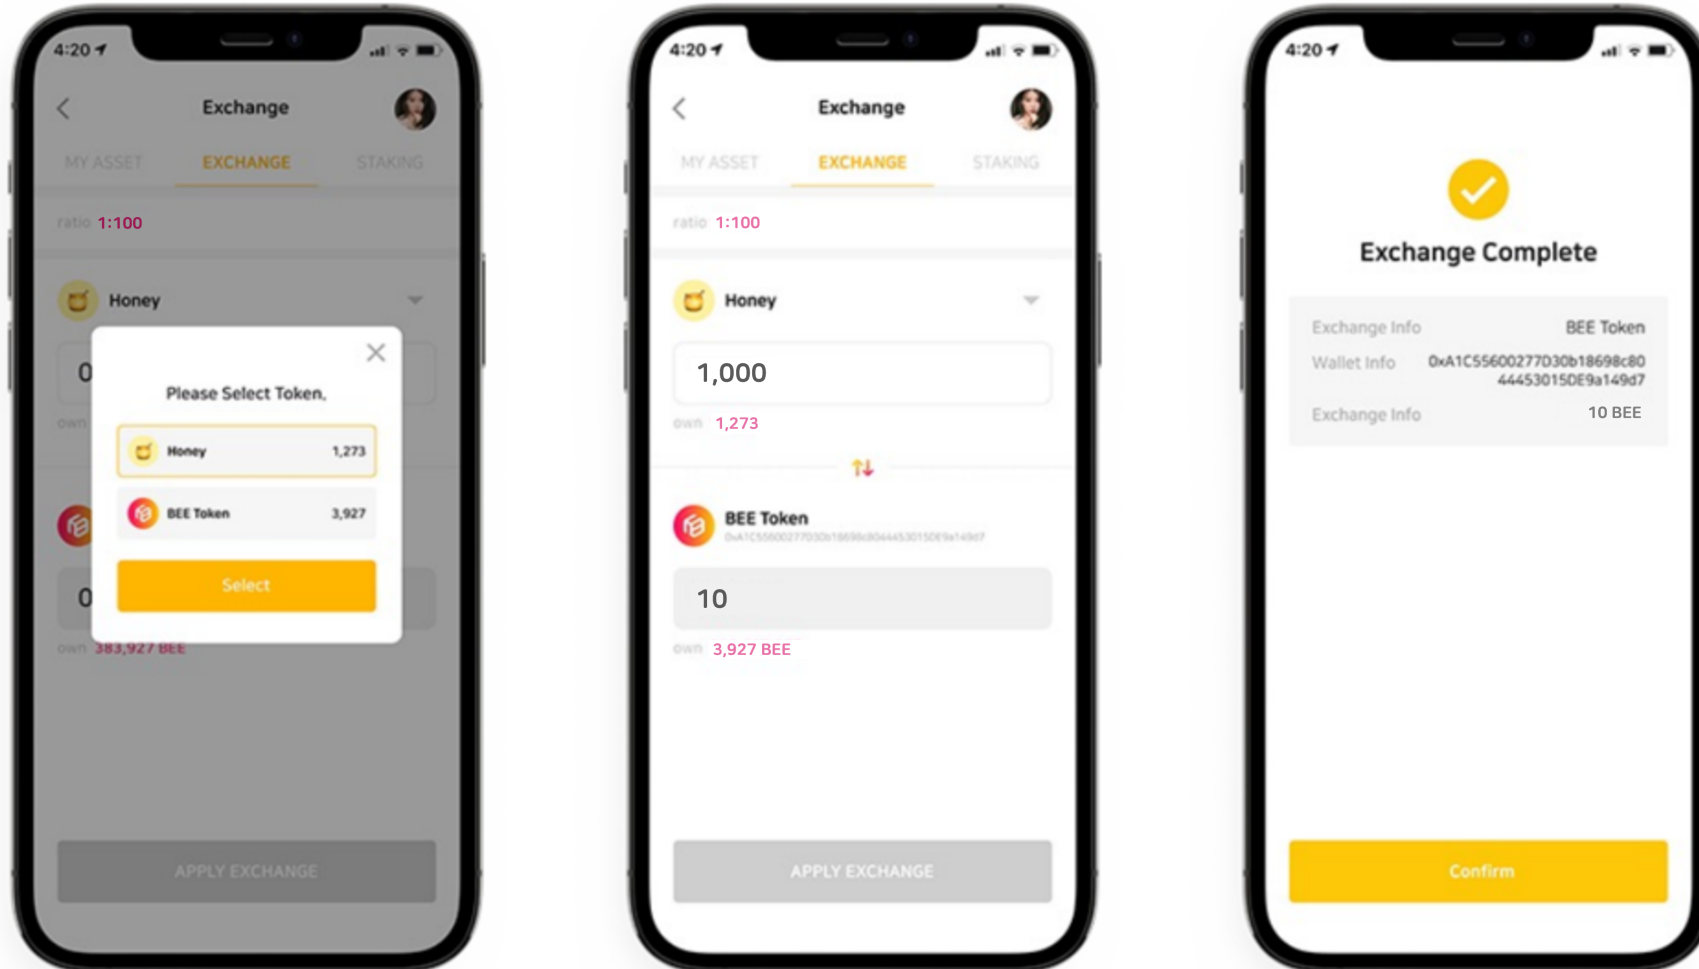 4:20
Exchange
MY ASSET EXCHANGE STAKING
ratio 1:100
Honey
0
own
Please Select Token.
Honey 1,273
BEE Token 3,927
Select
0
own 383,927 BEE
APPLY EXCHANGE
4:20
Exchange
MY ASSET EXCHANGE STAKING
ratio 1:100
Honey
1,000
own 1,273
BEE Token
0xA1C55600277D30b18698c8044453015DE9a149d7
10
own 3,927 BEE
APPLY EXCHANGE
4:20
Exchange Complete
Exchange Info BEE Token
Wallet Info 0xA1C55600277D30b18698c80
44453015DE9a149d7
Exchange Info 10 BEE
Confirm